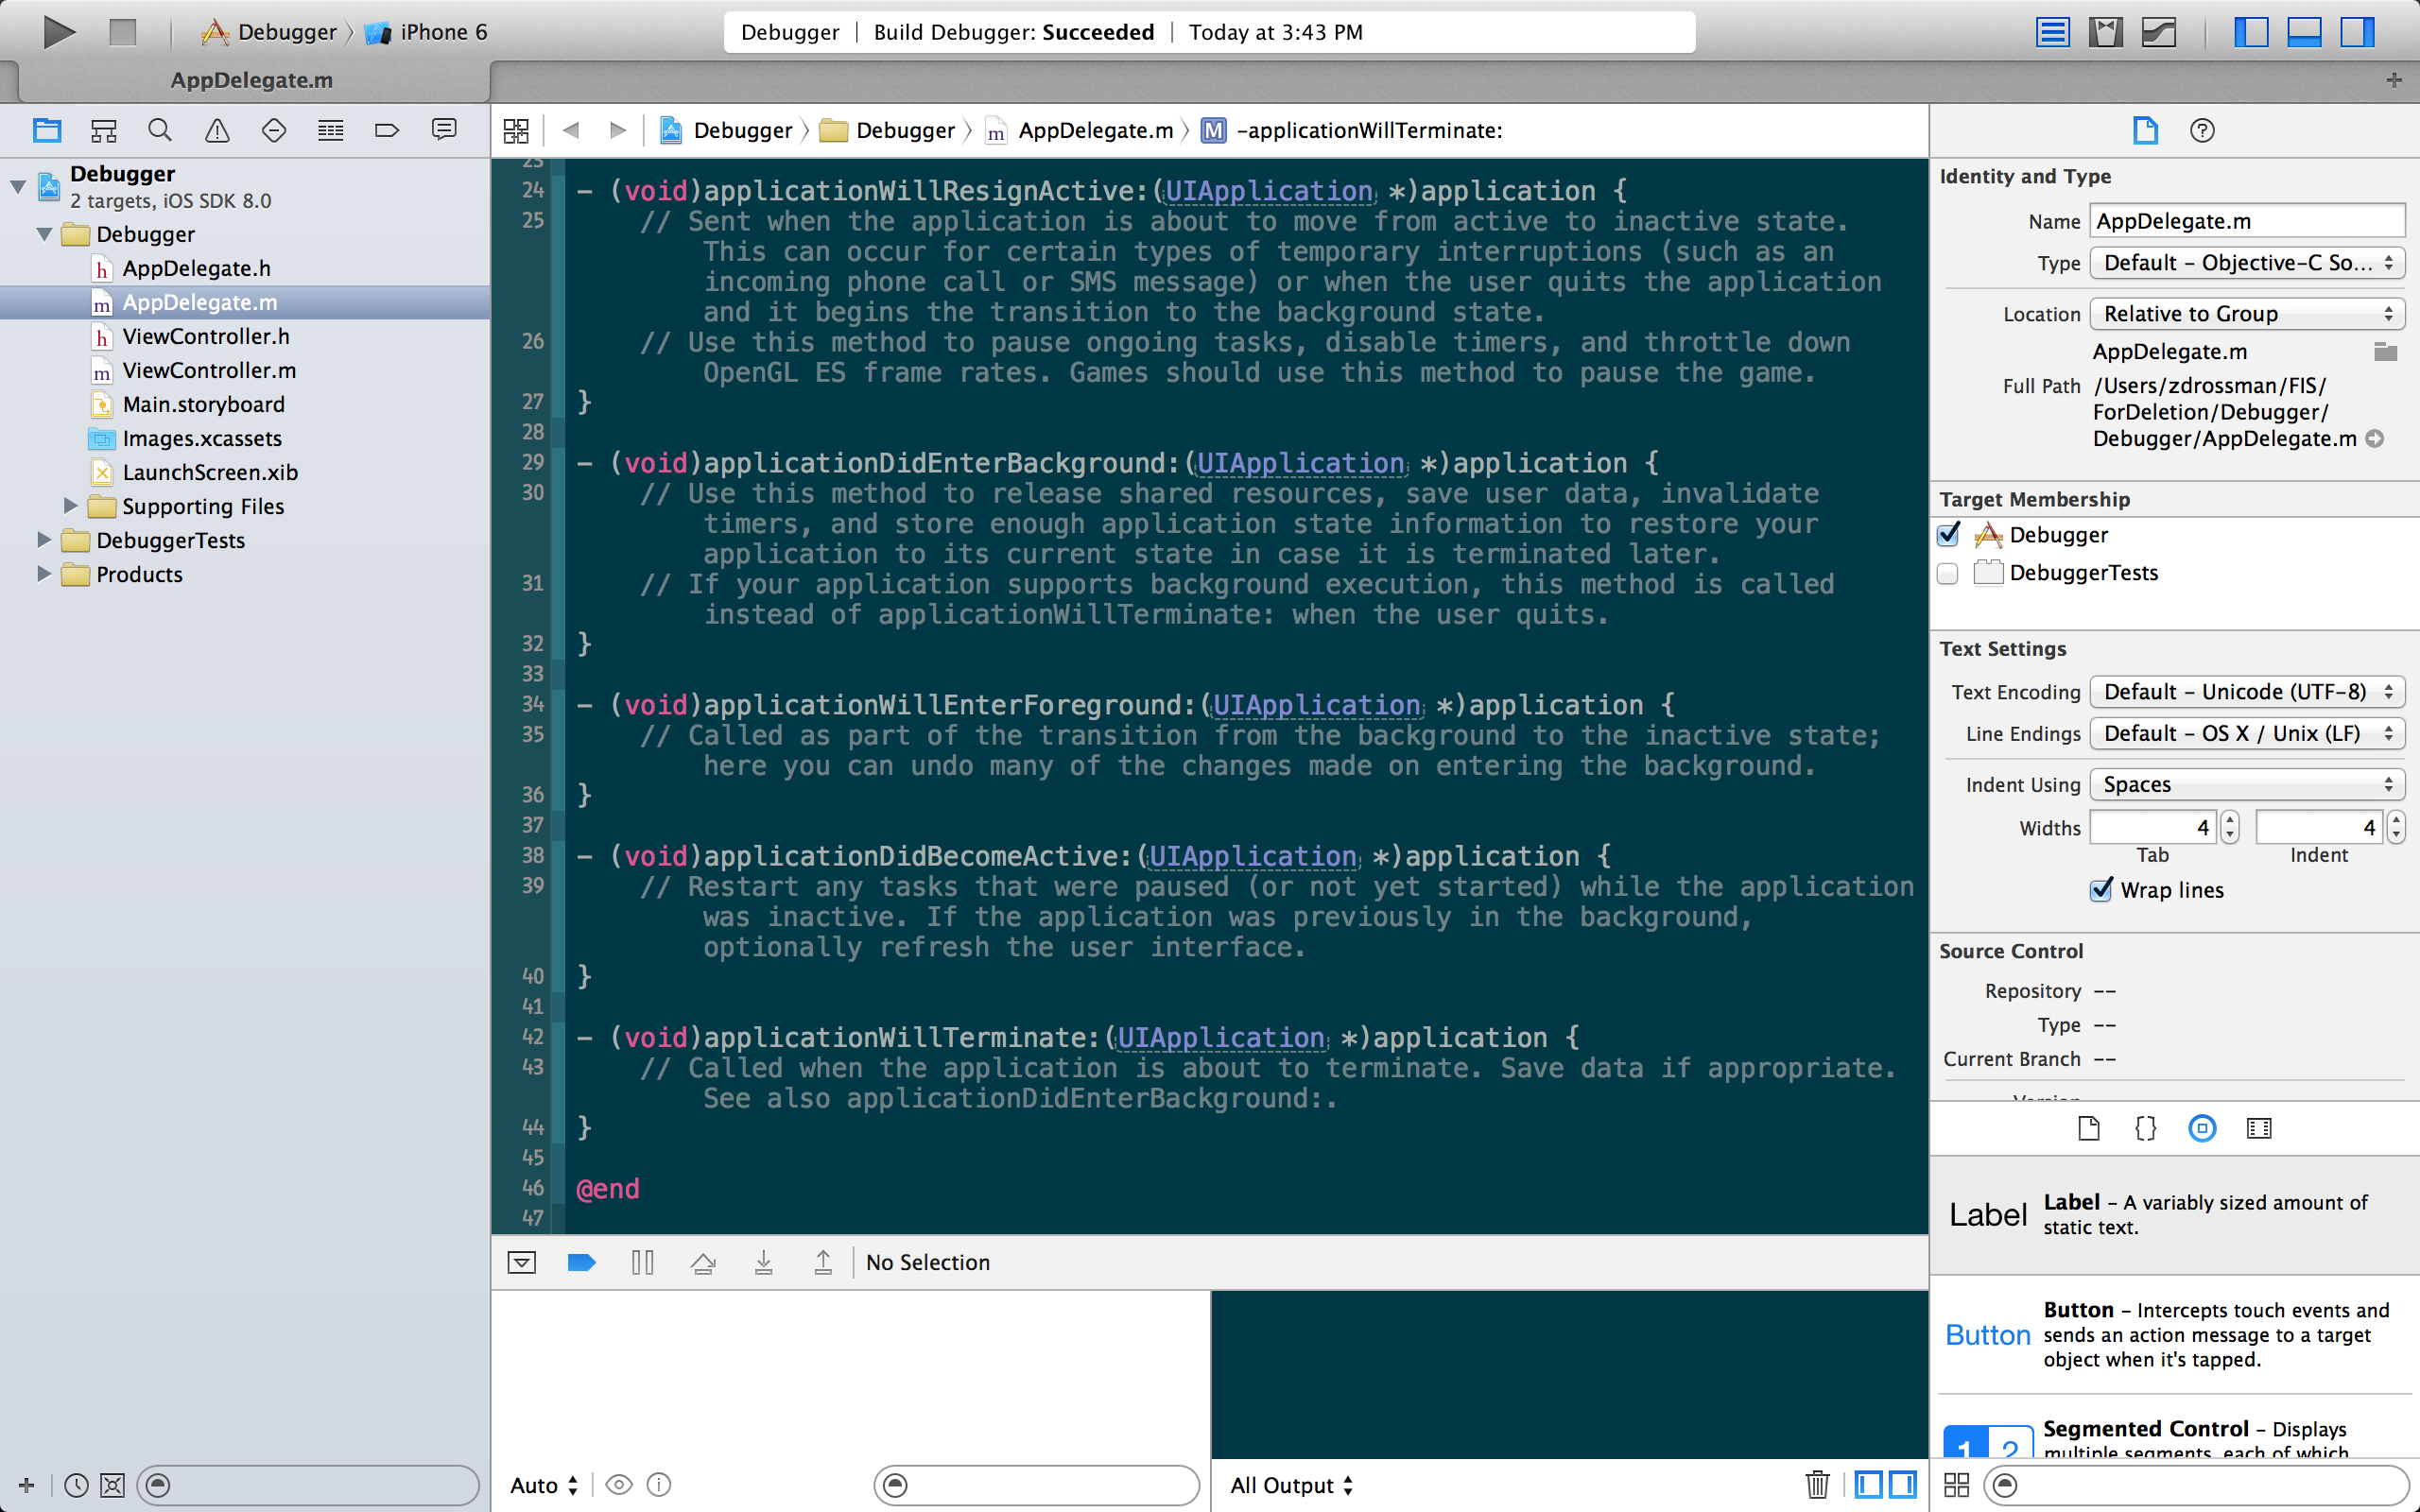 Debugger iPhone 6
Debugger | Build Debugger: Succeeded | Today at 3:43 PM
AppDelegate.m
Debugger
2 targets, iOS SDK 8.0
Debugger
h AppDelegate.h
m AppDelegate.m
h ViewController.h
m ViewController.m
Main.storyboard
Images.xcassets
LaunchScreen.xib
Supporting Files
DebuggerTests
Products
Debugger Debugger m AppDelegate.m M -applicationWillTerminate:
23
24 - (void)applicationWillResignActive:(UIApplication *)application {
25 // Sent when the application is about to move from active to inactive state.
This can occur for certain types of temporary interruptions (such as an
incoming phone call or SMS message) or when the user quits the application
and it begins the transition to the background state.
26 // Use this method to pause ongoing tasks, disable timers, and throttle down
OpenGL ES frame rates. Games should use this method to pause the game.
27 }
28
29 - (void)applicationDidEnterBackground:(UIApplication *)application {
30 // Use this method to release shared resources, save user data, invalidate
timers, and store enough application state information to restore your
application to its current state in case it is terminated later.
31 // If your application supports background execution, this method is called
instead of applicationWillTerminate: when the user quits.
32 }
33
34 - (void)applicationWillEnterForeground:(UIApplication *)application {
35 // Called as part of the transition from the background to the inactive state;
here you can undo many of the changes made on entering the background.
36 }
37
38 - (void)applicationDidBecomeActive:(UIApplication *)application {
39 // Restart any tasks that were paused (or not yet started) while the application
was inactive. If the application was previously in the background,
optionally refresh the user interface.
40 }
41
42 - (void)applicationWillTerminate:(UIApplication *)application {
43 // Called when the application is about to terminate. Save data if appropriate.
See also applicationDidEnterBackground:.
44 }
45
46 @end
47
No Selection
Auto
All Output
Identity and Type
Name AppDelegate.m
Type Default - Objective-C So...
Location Relative to Group
AppDelegate.m
Full Path /Users/zdrossman/FIS/
ForDeletion/Debugger/
Debugger/AppDelegate.m
Target Membership
Debugger
DebuggerTests
Text Settings
Text Encoding Default - Unicode (UTF-8)
Line Endings Default - OS X / Unix (LF)
Indent Using Spaces
Widths 4 4
Tab Indent
Wrap lines
Source Control
Repository --
Type --
Current Branch --
Version
{}
Label Label - A variably sized amount of
static text.
Button Button - Intercepts touch events and
sends an action message to a target
object when it's tapped.
1 2 Segmented Control - Displays
multiple segments, each of which